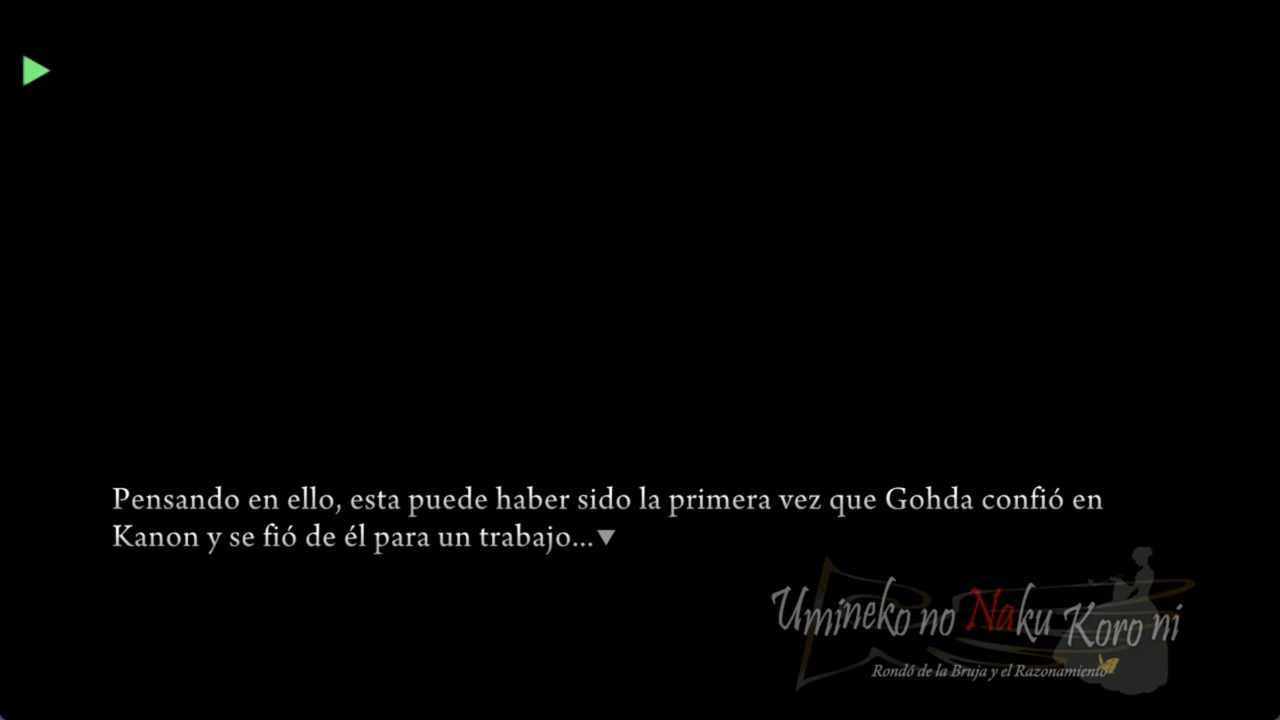 Pensando en ello, esta puede haber sido la primera vez que Gohda confió en
Kanon y se fió de él para un trabajo...
Umineko no Naku Koro ni
Rondó de la Bruja y el Razonamiento